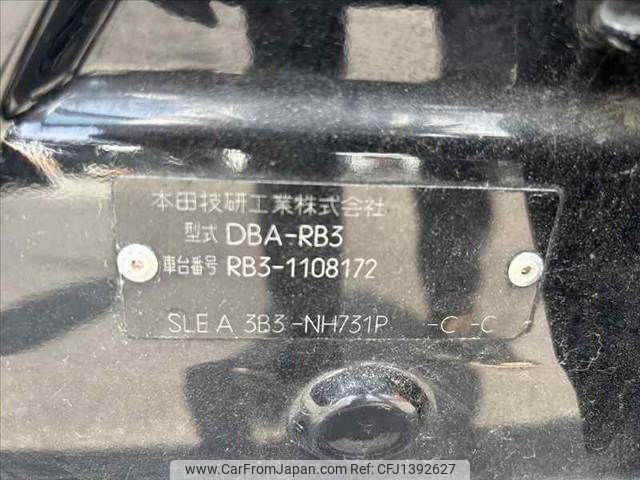 本田技研工業株式会社
型式 DBA-RB3
車台番号 RB3-1108172
SLE A 3B3 -NH731P -C -C
www.CarFromJapan.com | Ref No: CFJ1392627